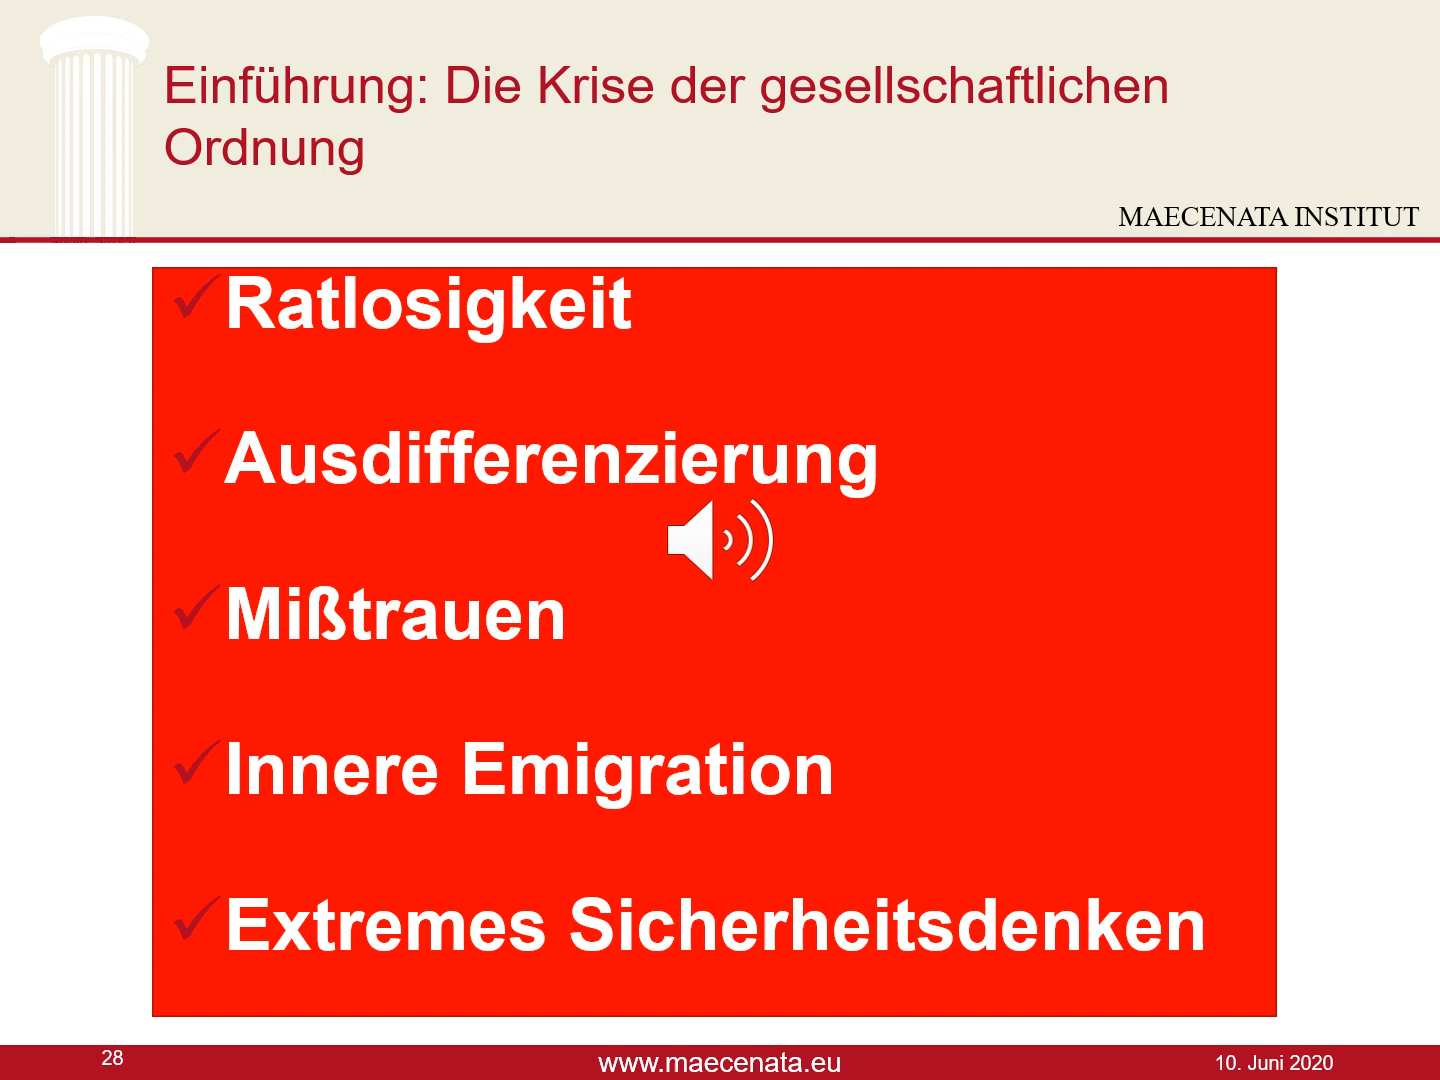 Einführung: Die Krise der gesellschaftlichen
Ordnung
MAECENATA INSTITUT
Ratlosigkeit
Ausdifferenzierung
Mißtrauen
Innere Emigration
Extremes Sicherheitsdenken
28
www.maecenata.eu
10. Juni 2020